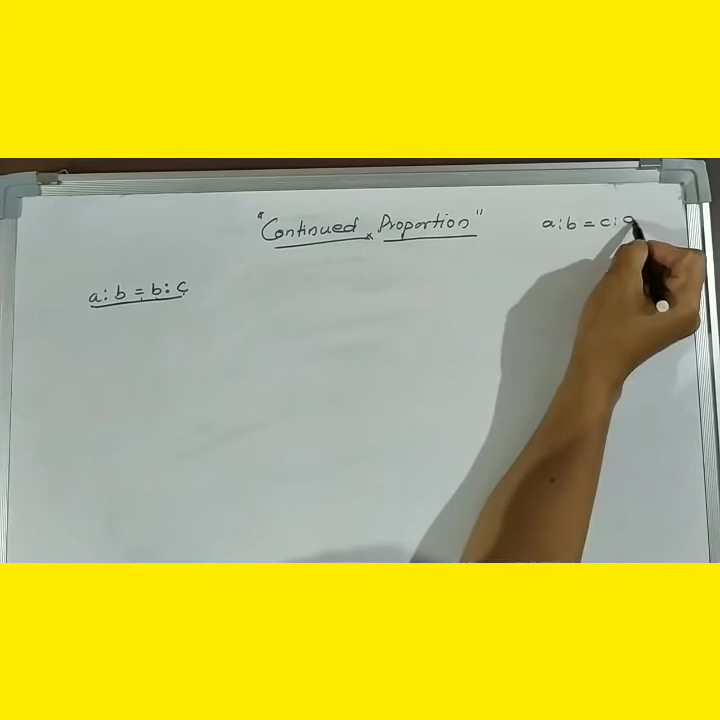 "Continued Proportion"
a:b = c:
a:b = b:c